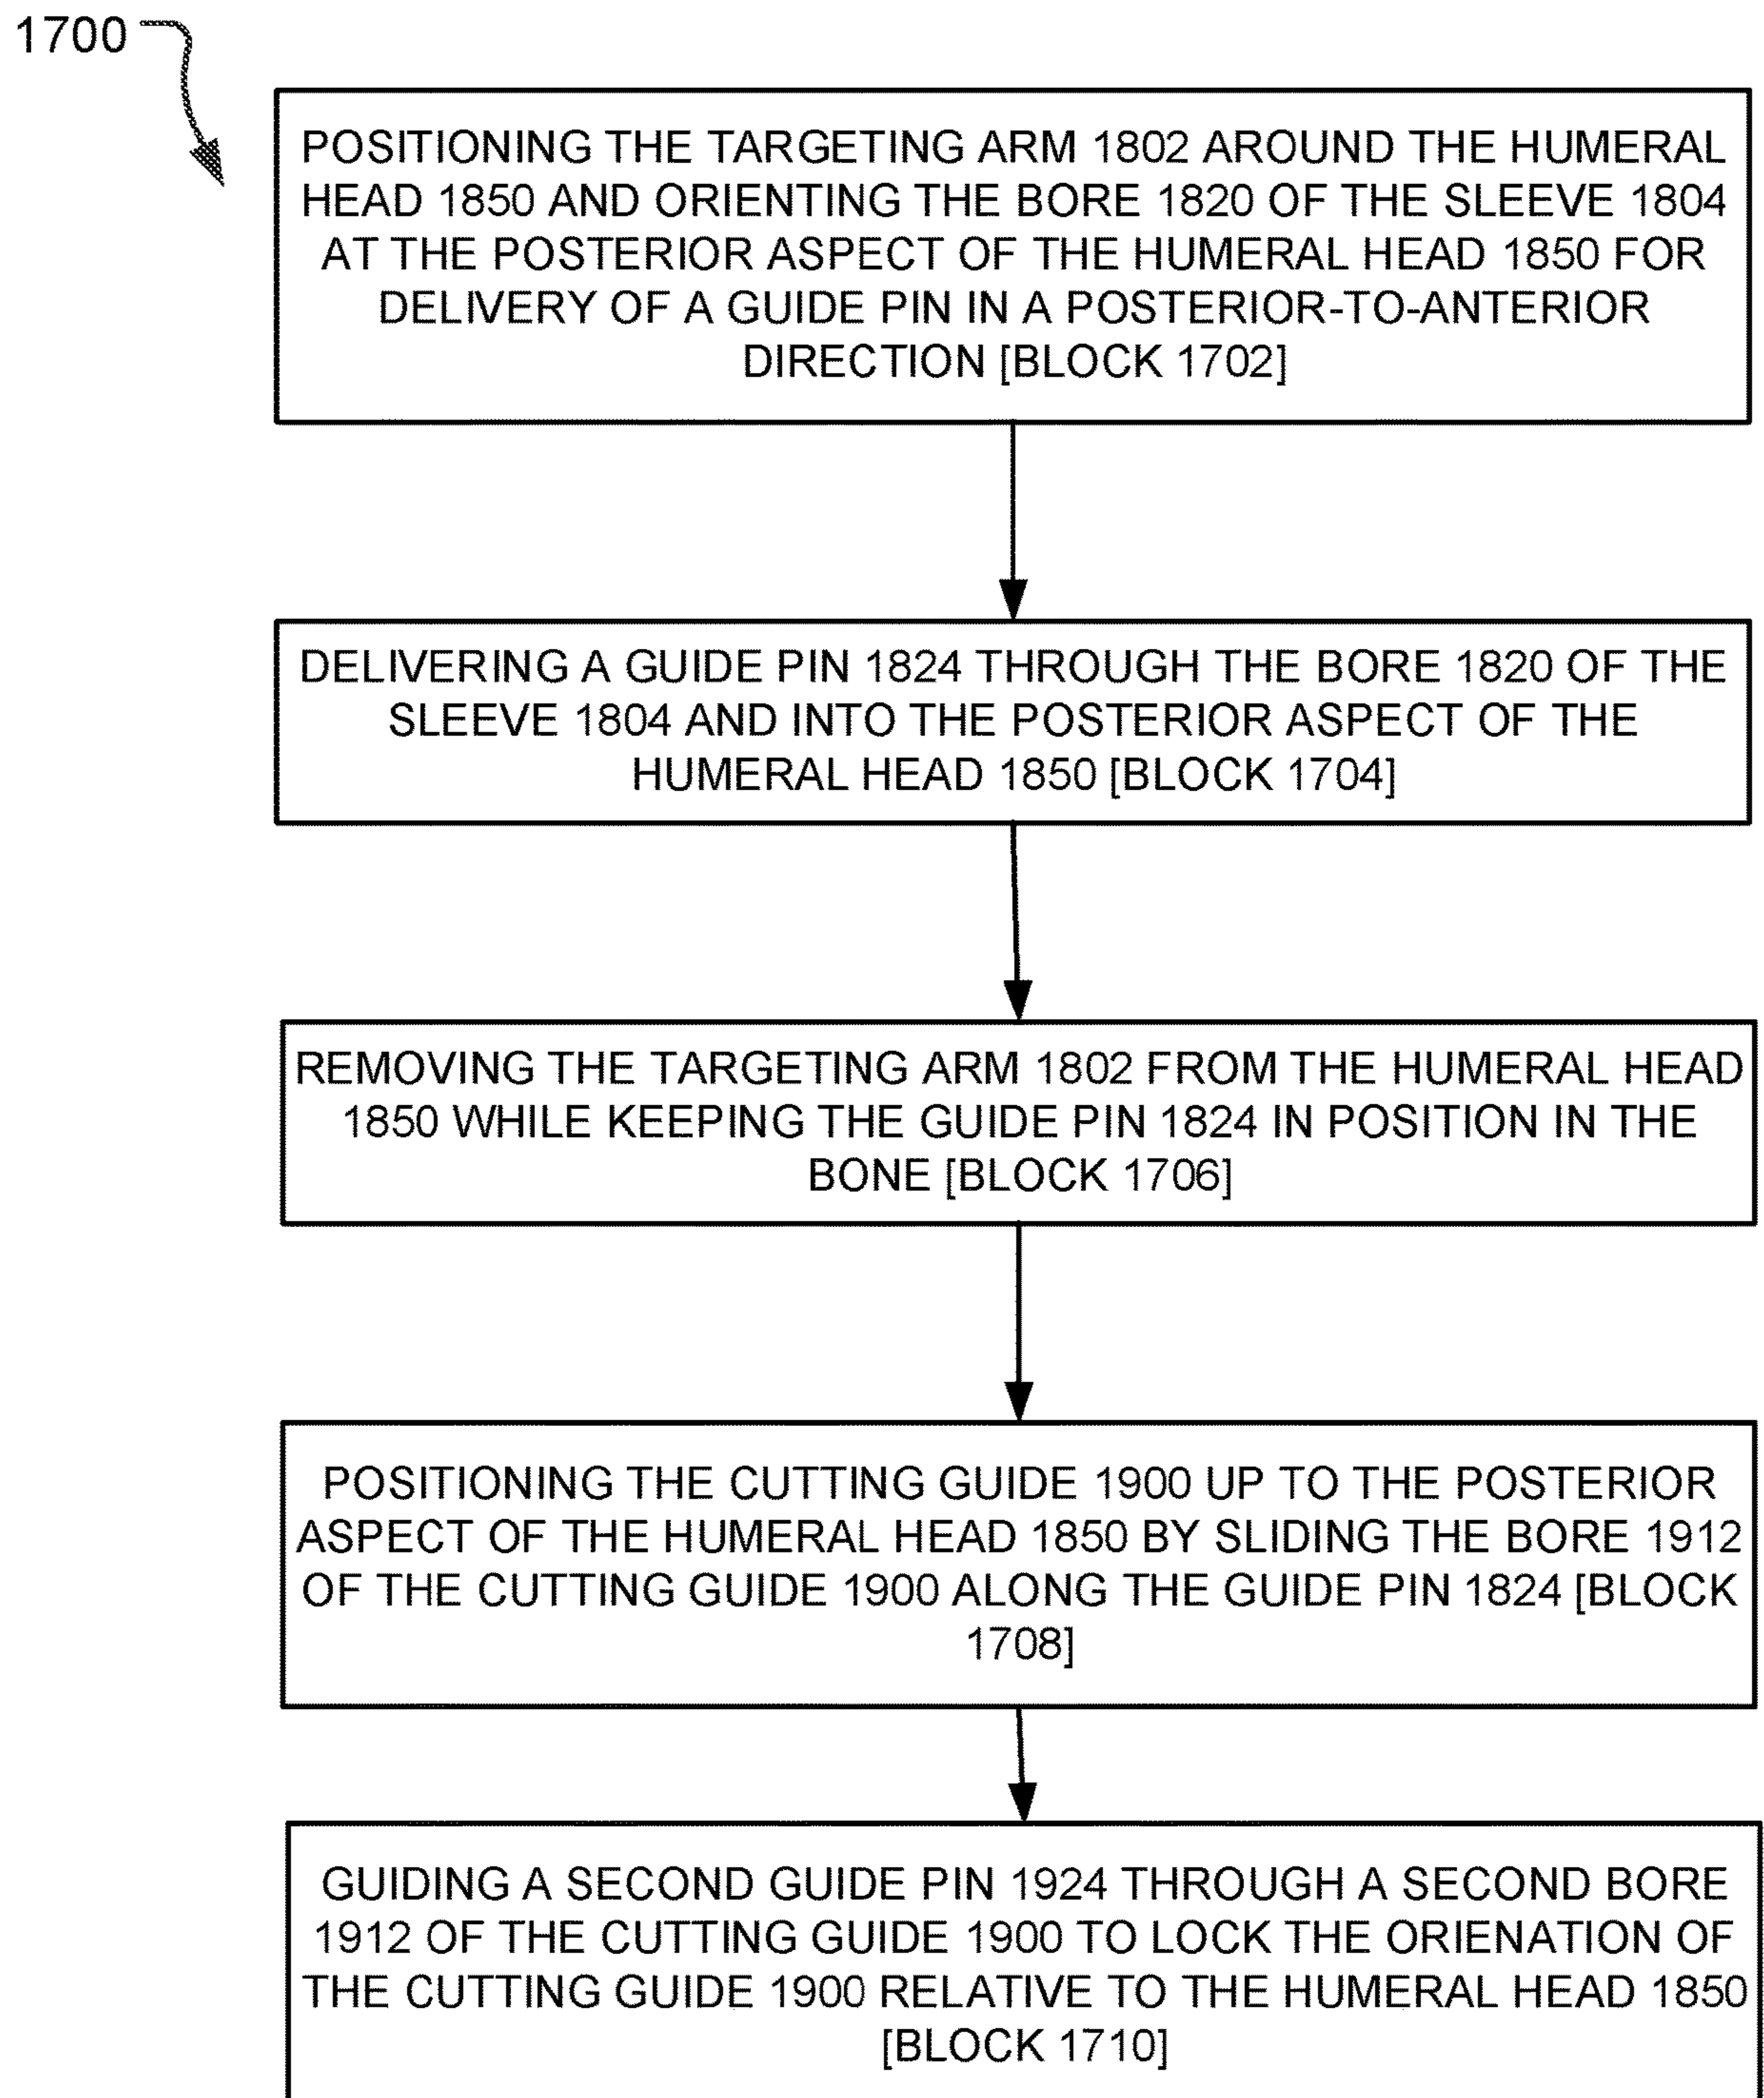 1700
POSITIONING THE TARGETING ARM 1802 AROUND THE HUMERAL
HEAD 1850 AND ORIENTING THE BORE 1820 OF THE SLEEVE 1804
AT THE POSTERIOR ASPECT OF THE HUMERAL HEAD 1850 FOR
DELIVERY OF A GUIDE PIN IN A POSTERIOR-TO-ANTERIOR
DIRECTION [BLOCK 1702]
DELIVERING A GUIDE PIN 1824 THROUGH THE BORE 1820 OF THE
SLEEVE 1804 AND INTO THE POSTERIOR ASPECT OF THE
HUMERAL HEAD 1850 [BLOCK 1704]
REMOVING THE TARGETING ARM 1802 FROM THE HUMERAL HEAD
1850 WHILE KEEPING THE GUIDE PIN 1824 IN POSITION IN THE
BONE [BLOCK 1706]
POSITIONING THE CUTTING GUIDE 1900 UP TO THE POSTERIOR
ASPECT OF THE HUMERAL HEAD 1850 BY SLIDING THE BORE 1912
OF THE CUTTING GUIDE 1900 ALONG THE GUIDE PIN 1824 [BLOCK
1708]
GUIDING A SECOND GUIDE PIN 1924 THROUGH A SECOND BORE
1912 OF THE CUTTING GUIDE 1900 TO LOCK THE ORIENATION OF
THE CUTTING GUIDE 1900 RELATIVE TO THE HUMERAL HEAD 1850
[BLOCK 1710]